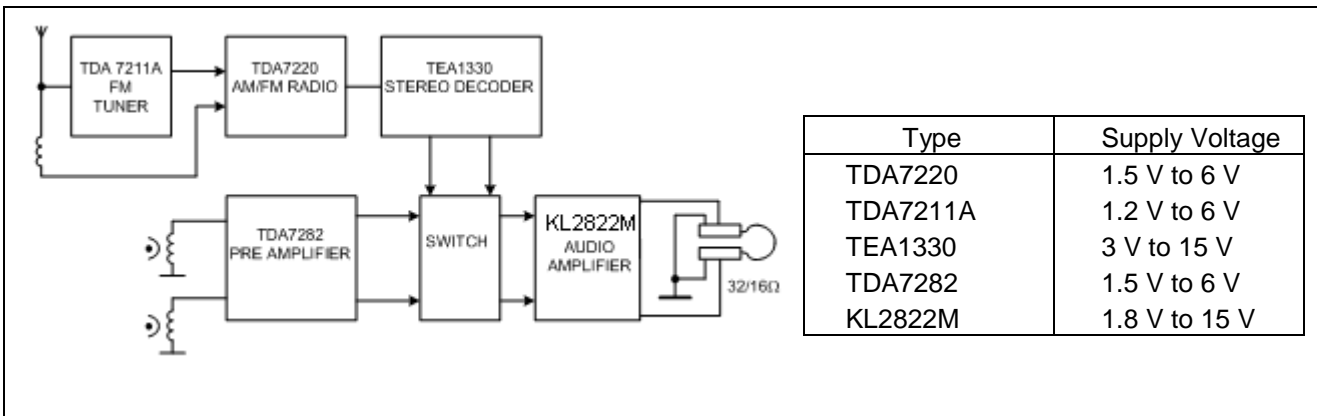 TDA 7211A
FM
TUNER
TDA7220
AM/FM RADIO
TEA1330
STEREO DECODER
TDA7282
PRE AMPLIFIER
SWITCH
KL2822M
AUDIO
AMPLIFIER
32/16Ω
Type Supply Voltage
TDA7220 1.5 V to 6 V
TDA7211A 1.2 V to 6 V
TEA1330 3 V to 15 V
TDA7282 1.5 V to 6 V
KL2822M 1.8 V to 15 V